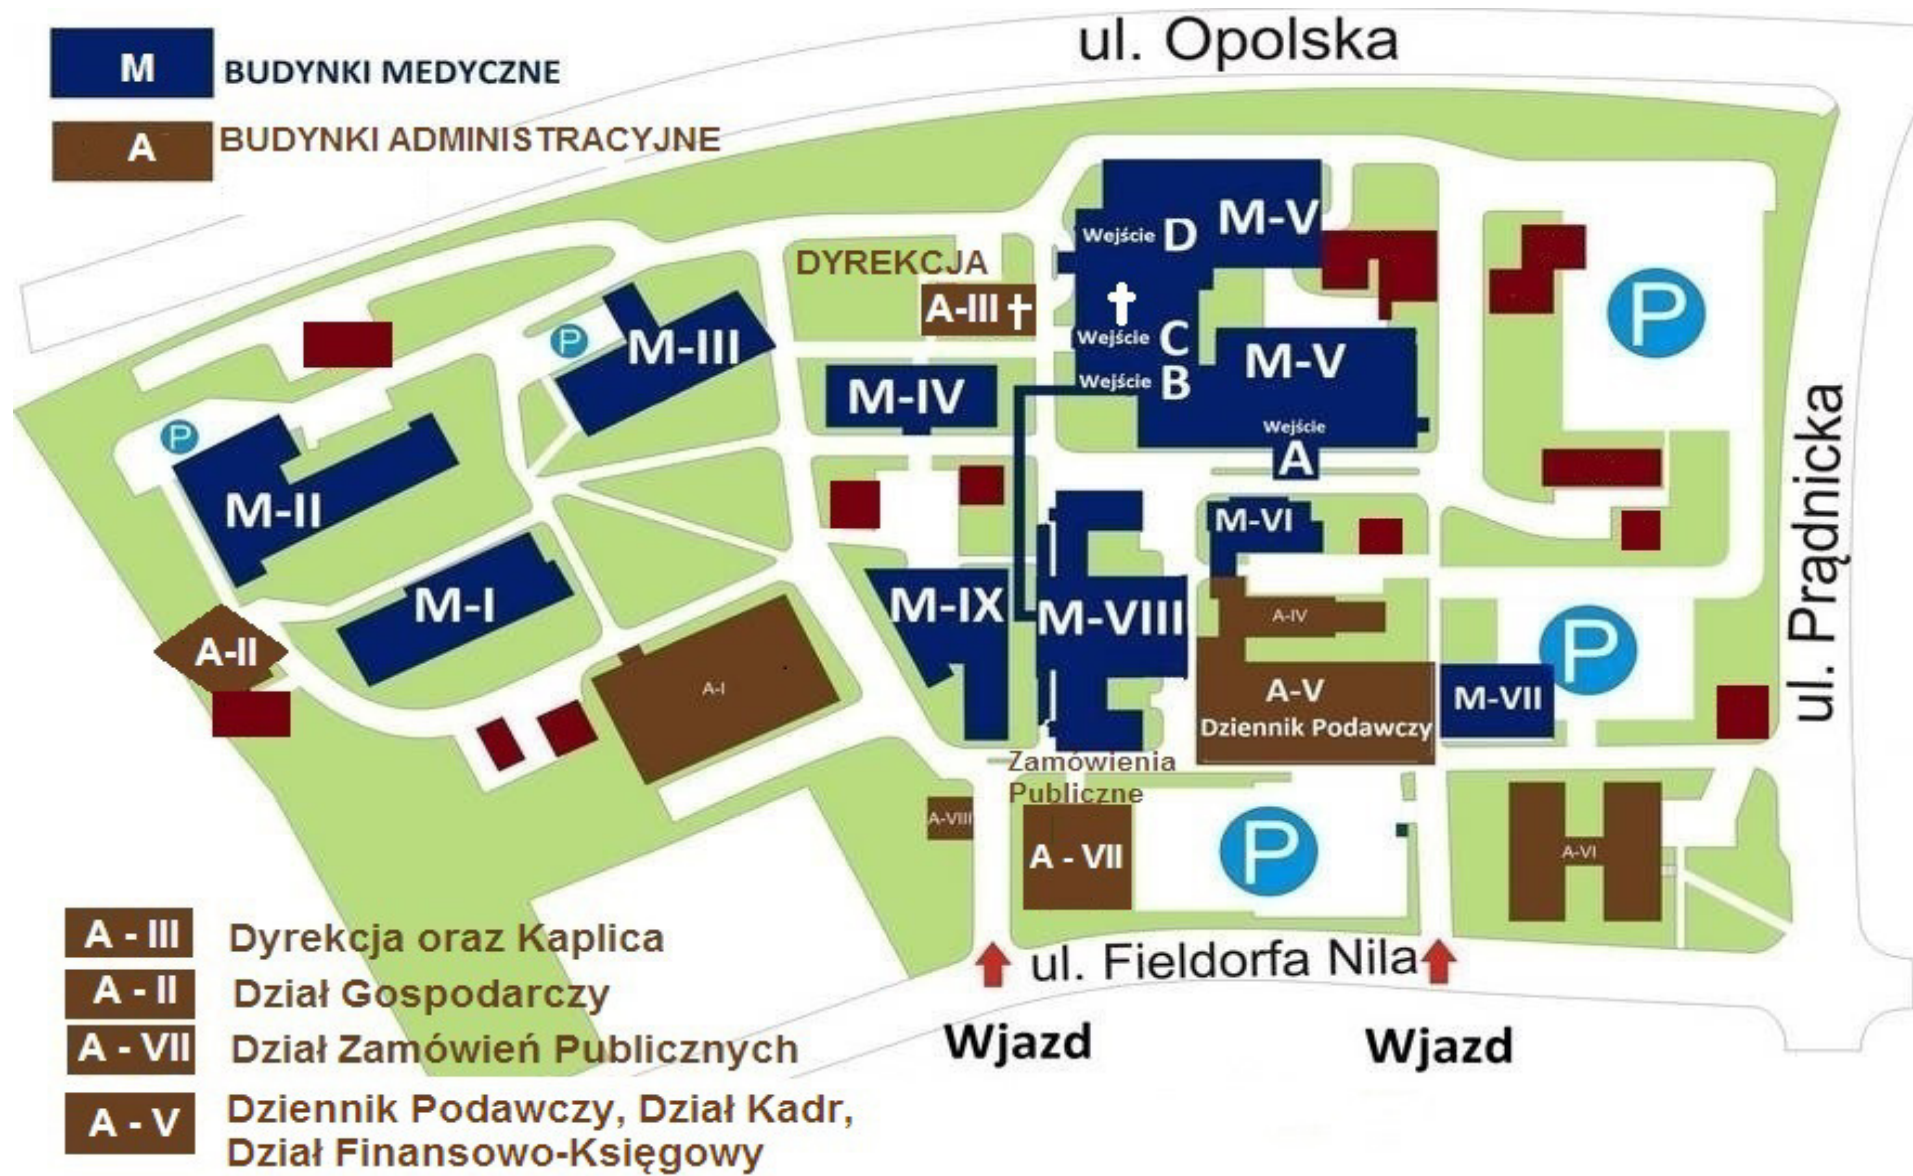 ul. Opolska
M
BUDYNKI MEDYCZNE
A
BUDYNKI ADMINISTRACYJNE
M-V
Wejście D
DYREKCJA
A-III
Wejście C
Wejście B
M-V
Wejście
A
P
P
M-III
M-IV
P
M-II
M-VI
ul. Prądnicka
M-I
M-IX
M-VIII
A-IV
A-II
A-I
A-V
Dziennik Podawczy
M-VII
P
Zamówienia
Publiczne
A-VIII
A - VII
P
A-VI
A - III
Dyrekcja oraz Kaplica
ul. Fieldorfa Nila
A - II
Dział Gospodarczy
Wjazd
Wjazd
A - VII
Dział Zamówień Publicznych
A - V
Dziennik Podawczy, Dział Kadr,
Dział Finansowo-Księgowy